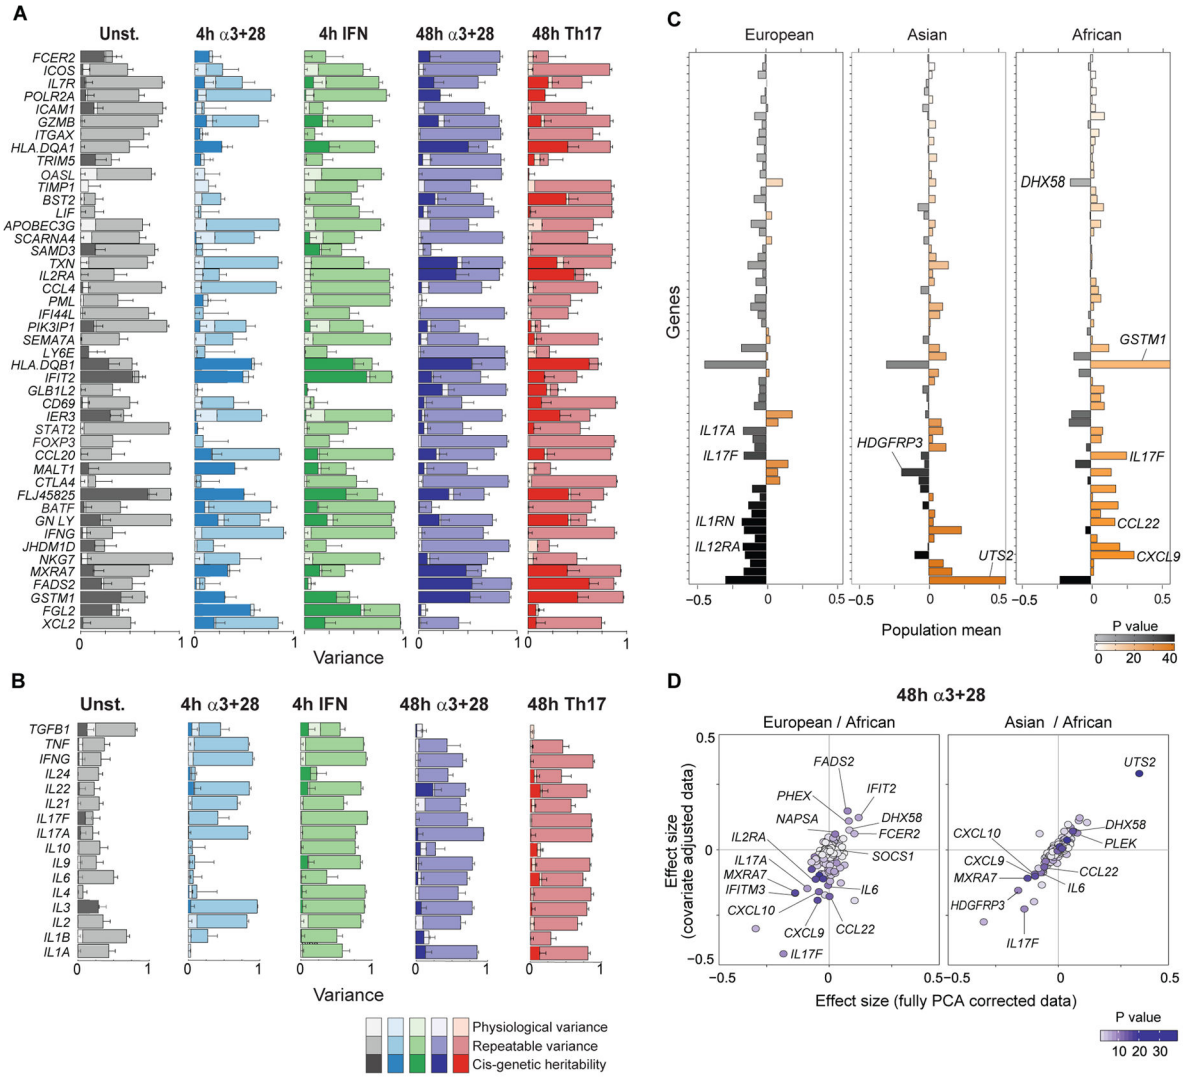 A
Unst.
4h α3+28
4h IFN
48h α3+28
48h Th17
FCER2
ICOS
IL7R
POLR2A
ICAM1
GZMB
ITGAX
HLA.DQA1
TRIM5
OASL
TIMP1
BST2
LIF
APOBEC3G
SCARNA4
SAMD3
TXN
IL2RA
CCL4
PML
IFI44L
PIK3IP1
SEMA7A
LY6E
HLA.DQB1
IFIT2
GLB1L2
CD69
IER3
STAT2
FOXP3
CCL20
MALT1
CTLA4
FLJ45825
BATF
GN LY
IFNG
JHDM1D
NKG7
MXRA7
FADS2
GSTM1
FGL2
XCL2
0 1 0 1 0 1 0 1 0 1
Variance
B
Unst.
4h α3+28
4h IFN
48h α3+28
48h Th17
TGFB1
TNF
IFNG
IL24
IL22
IL21
IL17F
IL17A
IL10
IL9
IL6
IL4
IL3
IL2
IL1B
IL1A
0 1 0 1 0 1 0 1 0 1
Variance
Physiological variance
Repeatable variance
Cis-genetic heritability
C
European
Asian
African
Genes
DHX58
GSTM1
IL17A
HDGFRP3
IL17F
IL17F
IL1RN
CCL22
IL12RA
UTS2
CXCL9
−0.5 0 0.5 −0.5 0 0.5 −0.5 0 0.5
Population mean
P value
0 20 40
D
48h α3+28
European / African
Asian / African
0.5
0
−0.5
Effect size
(covariate adjusted data)
FADS2
IFIT2
PHEX
NAPSA
DHX58
FCER2
IL2RA
SOCS1
IL17A
MXRA7
IL6
IFITM3
CXCL10
CXCL9
CCL22
IL17F
UTS2
CXCL10
DHX58
PLEK
CXCL9
MXRA7
CCL22
IL6
HDGFRP3
IL17F
0 0.5 −0.5 0 0.5
Effect size (fully PCA corrected data)
P value
10 20 30